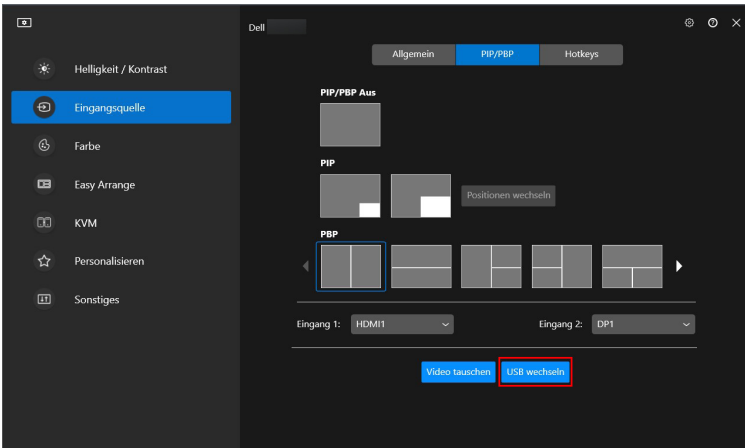 Dell
Allgemein PIP/PBP Hotkeys
Helligkeit / Kontrast
Eingangsquelle
Farbe
Easy Arrange
KVM
Personalisieren
Sonstiges
PIP/PBP Aus
PIP
Positionen wechseln
PBP
Eingang 1: HDMI1 Eingang 2: DP1
Video tauschen USB wechseln